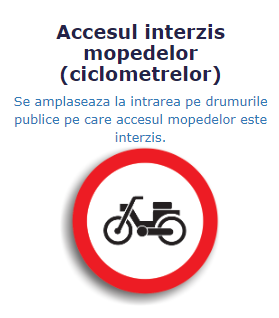 Accesul interzis
mopedelor
(ciclometrelor)
Se amplaseaza la intrarea pe drumurile
publice pe care accesul mopedelor este
interzis.